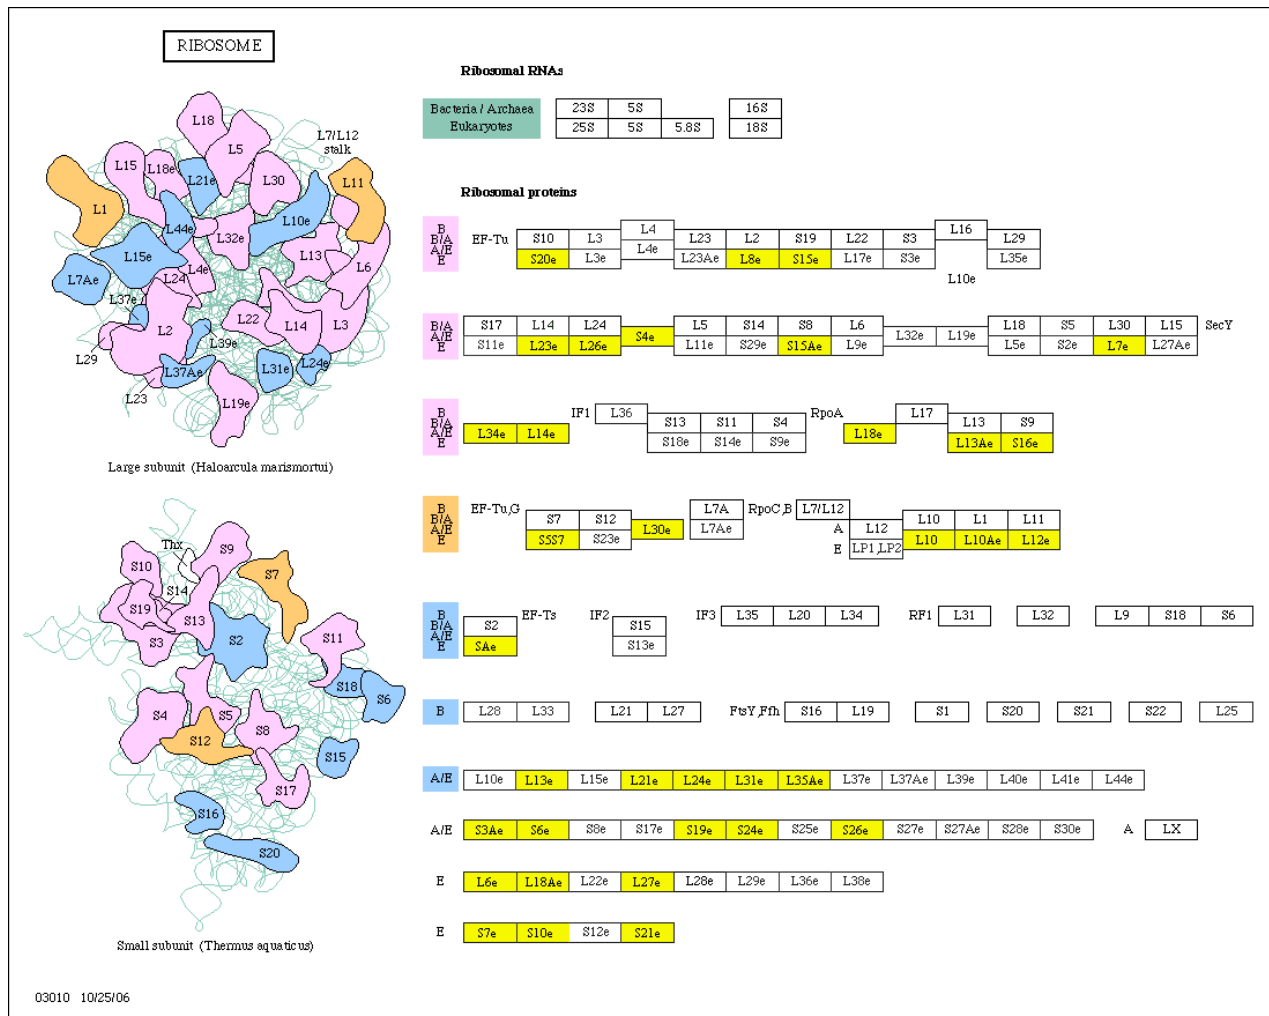 RIBOSOME
Ribosomal RNAs
Bacteria / Archaea 23S 5S 16S
Eukaryotes 25S 5S 5.8S 18S
L18
L5
L7/L12
stalk
L15
L18e
L21e
L30
L11
L1
L44e
L32e
L10e
L15e
L4e
L13
L6
L7Ae
L24
L37e
L2
L22
L14
L3
L29
L39e
L37Ae
L31e
L24e
L23
L19e
Large subunit (Haloarcula marismortui)
Ribosomal proteins
B
B/A
A/E
E
EF-Tu S10 L3 L4 L23 L2 S19 L22 S3 L16 L29
S20e L3e L4e L23Ae L8e S15e L17e S3e L35e
L10e
B/A
A/E
E
S17 L14 L24 S4e L5 S14 S8 L6 L32e L19e L18 S5 L30 L15 SecY
S11e L23e L26e L11e S29e S15Ae L9e L5e S2e L7e L27Ae
B
B/A
A/E
E
IF1 L36 S13 S11 S4 RpoA L17 L13 S9
L34e L14e S18e S14e S9e L18e L13Ae S16e
B
B/A
A/E
E
EF-Tu,G S7 S12 L30e L7A RpoC,B L7/L12 L10 L1 L11
S5S7 S23e L7Ae A L12 L10 L10Ae L12e
E LP1,LP2
B
B/A
A/E
E
S2 EF-Ts IF2 S15 IF3 L35 L20 L34 RF1 L31 L32 L9 S18 S6
SAe S13e
B L28 L33 L21 L27 FtsY,Ffh S16 L19 S1 S20 S21 S22 L25
A/E L10e L13e L15e L21e L24e L31e L35Ae L37e L37Ae L39e L40e L41e L44e
A/E S3Ae S6e S8e S17e S19e S24e S25e S26e S27e S27Ae S28e S30e A LX
E L6e L18Ae L22e L27e L28e L29e L36e L38e
E S7e S10e S12e S21e
Thx
S9
S10
S14
S7
S19
S13
S3
S2
S11
S18
S6
S4
S5
S12
S8
S15
S17
S16
S20
Small subunit (Thermus aquaticus)
03010 10/25/06